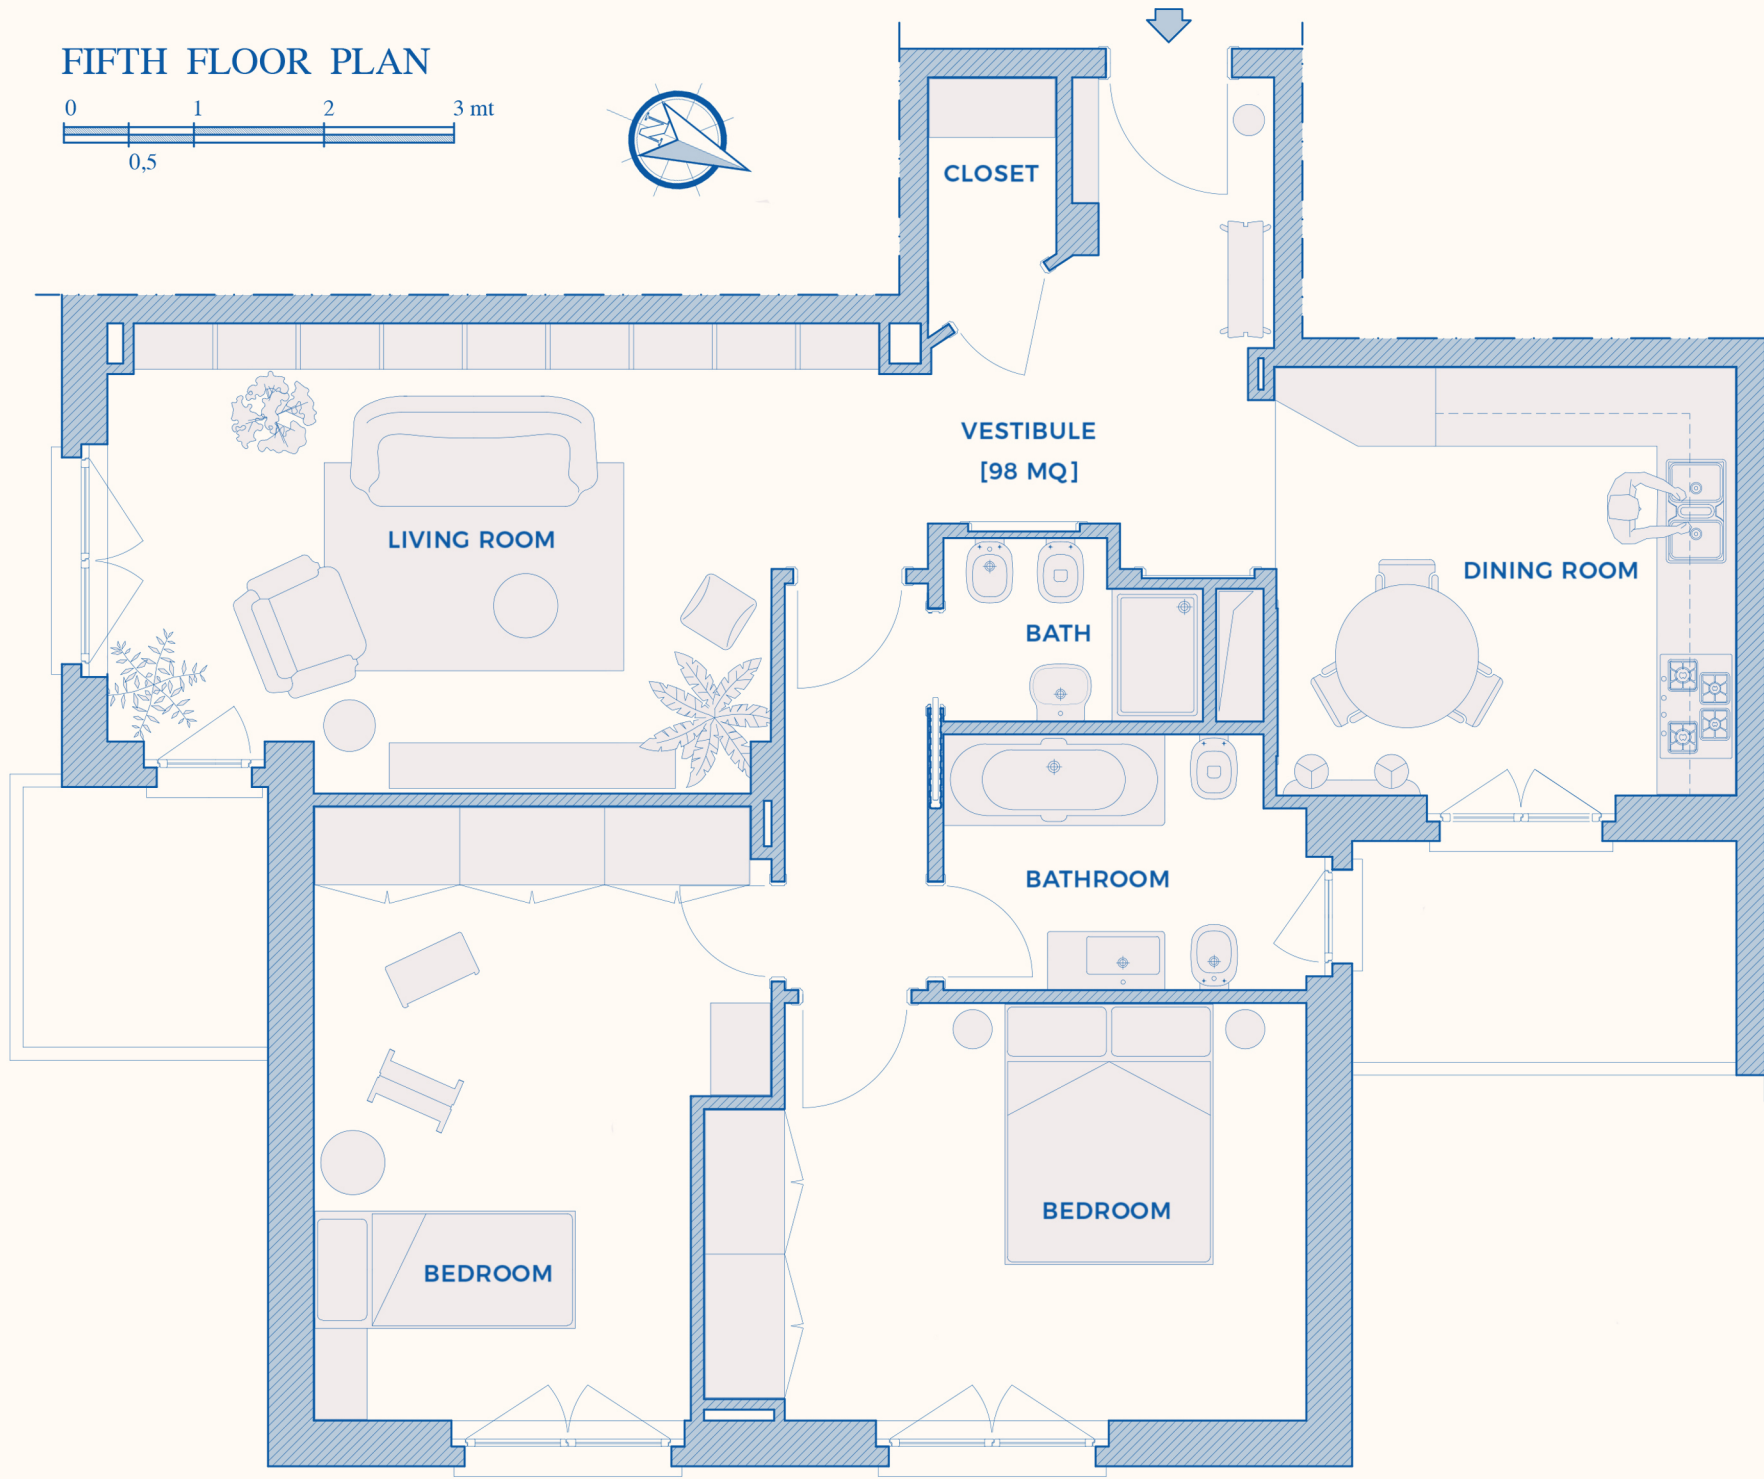 FIFTH FLOOR PLAN
0 1 2 3 mt
0,5
N
CLOSET
VESTIBULE
[98 MQ]
LIVING ROOM
DINING ROOM
BATH
BATHROOM
BEDROOM
BEDROOM